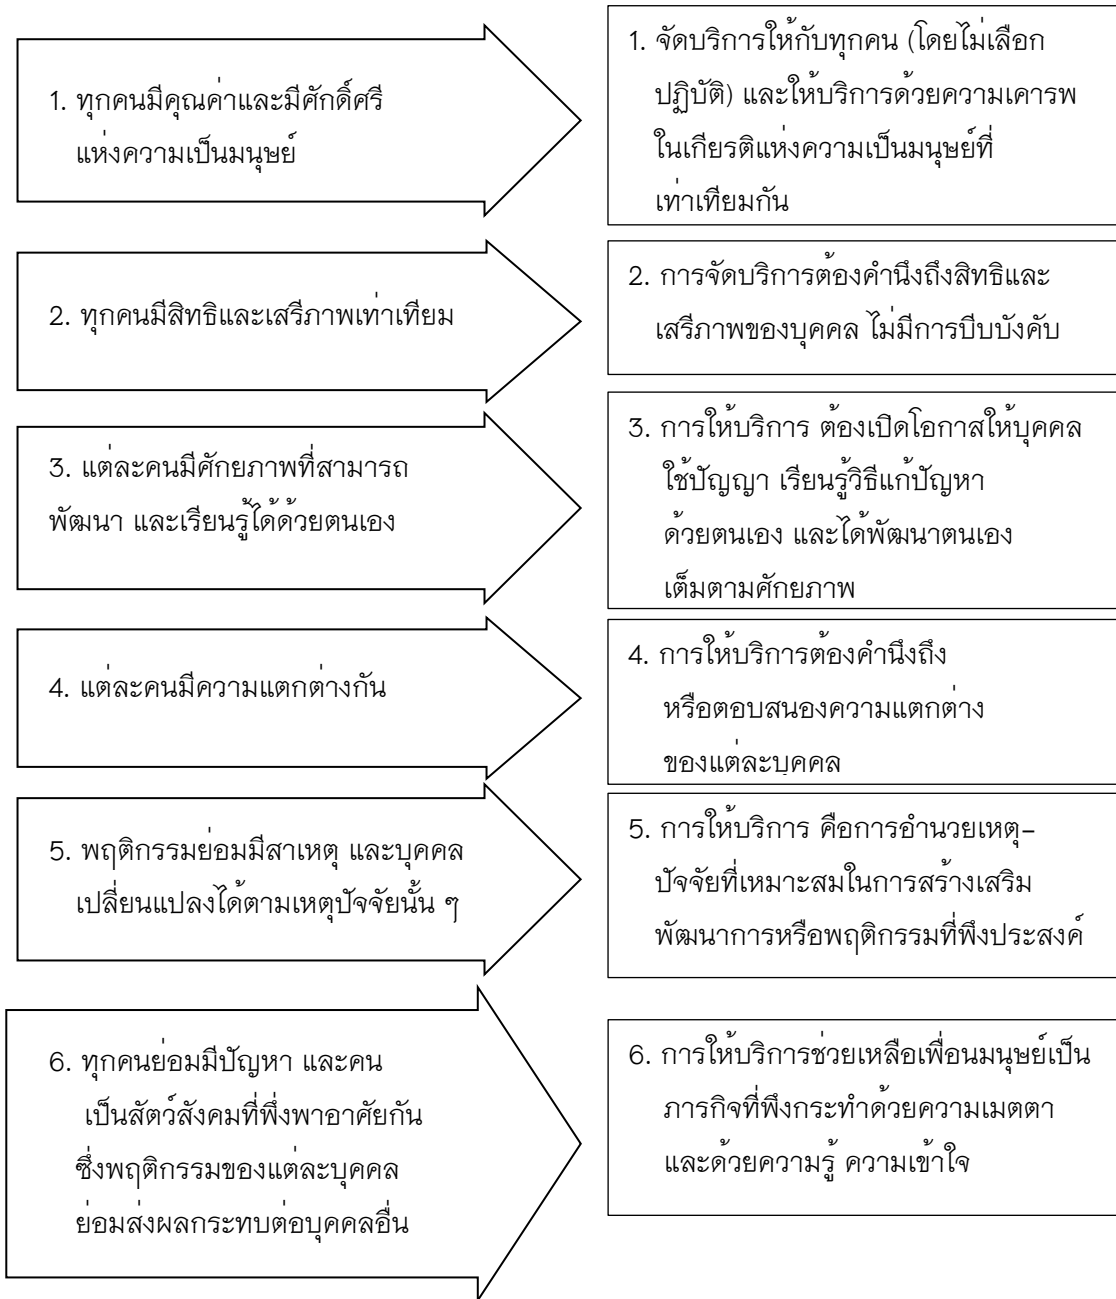 1. ทุกคนมีคุณค่าและมีศักดิ์ศรี
แห่งความเป็นมนุษย์
1. จัดบริการให้กับทุกคน (โดยไม่เลือก
ปฏิบัติ) และให้บริการด้วยความเคารพ
ในเกียรติแห่งความเป็นมนุษย์ที่
เท่าเทียมกัน
2. ทุกคนมีสิทธิและเสรีภาพเท่าเทียม
2. การจัดบริการต้องคำนึงถึงสิทธิและ
เสรีภาพของบุคคล ไม่มีการบีบบังคับ
3. แต่ละคนมีศักยภาพที่สามารถ
พัฒนา และเรียนรู้ได้ด้วยตนเอง
3. การให้บริการ ต้องเปิดโอกาสให้บุคคล
ใช้ปัญญา เรียนรู้วิธีแก้ปัญหา
ด้วยตนเอง และได้พัฒนาตนเอง
เต็มตามศักยภาพ
4. แต่ละคนมีความแตกต่างกัน
4. การให้บริการต้องคำนึงถึง
หรือตอบสนองความแตกต่าง
ของแต่ละบุคคล
5. พฤติกรรมย่อมมีสาเหตุ และบุคคล
เปลี่ยนแปลงได้ตามเหตุปัจจัยนั้น ๆ
5. การให้บริการ คือการอำนวยเหตุ-
ปัจจัยที่เหมาะสมในการสร้างเสริม
พัฒนาการหรือพฤติกรรมที่พึงประสงค์
6. ทุกคนย่อมมีปัญหา และคน
เป็นสัตว์สังคมที่พึ่งพาอาศัยกัน
ซึ่งพฤติกรรมของแต่ละบุคคล
ย่อมส่งผลกระทบต่อบุคคลอื่น
6. การให้บริการช่วยเหลือเพื่อนมนุษย์เป็น
ภารกิจที่พึงกระทำด้วยความเมตตา
และด้วยความรู้ ความเข้าใจ